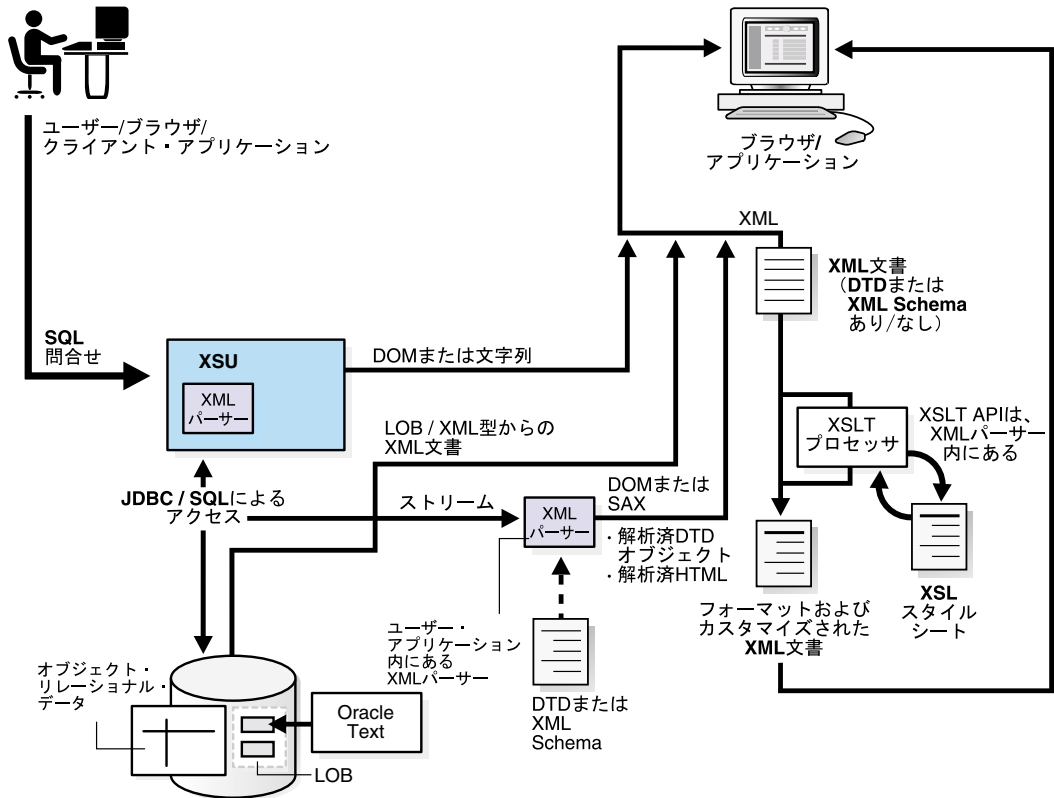 ユーザー/ブラウザ/
クライアント・アプリケーション
ブラウザ/
アプリケーション
XML
XML文書
（DTDまたは
XML Schema
あり/なし）
SQL
問合せ
XSU
XML
パーサー
DOMまたは文字列
LOB / XML型からの
XML文書
XSLT
プロセッサ
XSLT APIは、
XMLパーサー
内にある
JDBC / SQLによる
アクセス
ストリーム
XML
パーサー
DOMまたは
SAX
・解析済DTD
オブジェクト
・解析済HTML
フォーマットおよび
カスタマイズされた
XML文書
XSL
スタイル
シート
ユーザー・
アプリケーション
内にある
XMLパーサー
DTDまたは
XML
Schema
オブジェクト・
リレーショナル・
データ
Oracle
Text
LOB